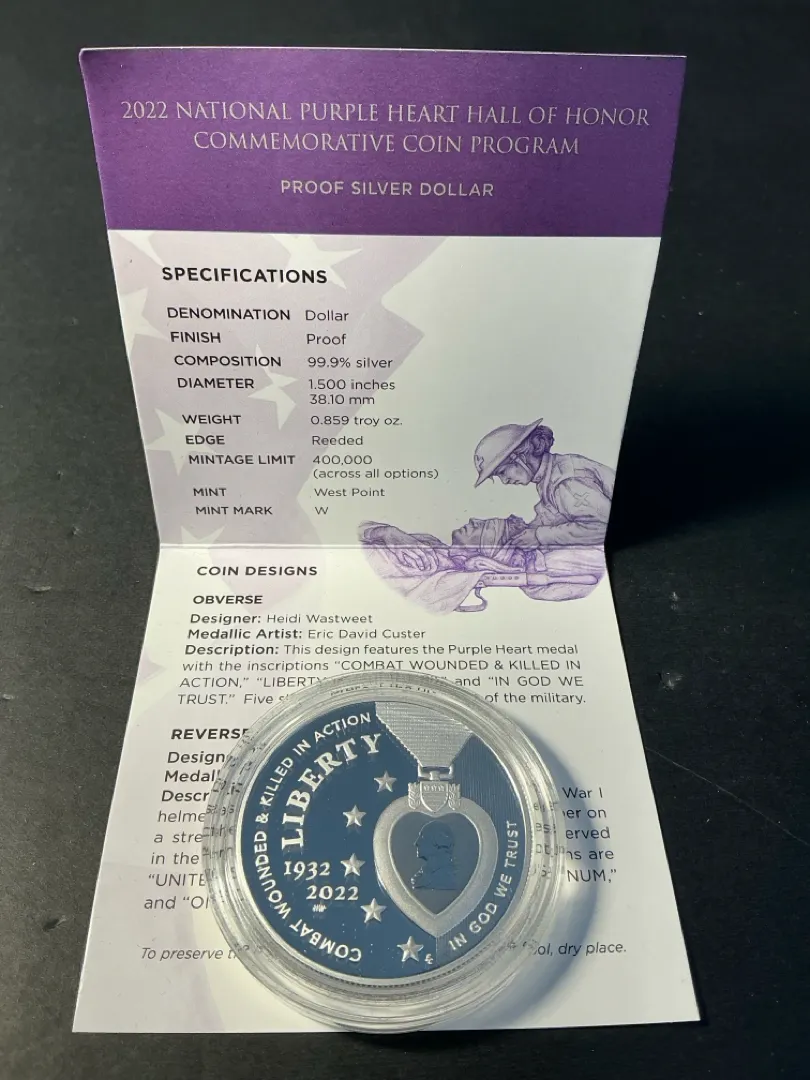 2022 NATIONAL PURPLE HEART HALL OF HONOR
COMMEMORATIVE COIN PROGRAM
PROOF SILVER DOLLAR
SPECIFICATIONS
DENOMINATION Dollar
FINISH Proof
COMPOSITION 99.9% silver
DIAMETER 1.500 inches
38.10 mm
WEIGHT 0.859 troy oz.
EDGE Reeded
MINTAGE LIMIT 400,000
(across all options)
MINT West Point
MINT MARK W
COIN DESIGNS
OBVERSE
Designer: Heidi Wastweet
Medallic Artist: Eric David Custer
Description: This design features the Purple Heart medal
with the inscriptions “COMBAT WOUNDED & KILLED IN
ACTION,” “LIBERTY and “IN GOD WE
TRUST.” Five of the military.
REVERSE
War I
on
a
in the are
“UNITE NUM,”
and
To preserve dry place.
COMBAT WOUNDED & KILLED IN ACTION
LIBERTY
1932
2022
IN GOD WE TRUST